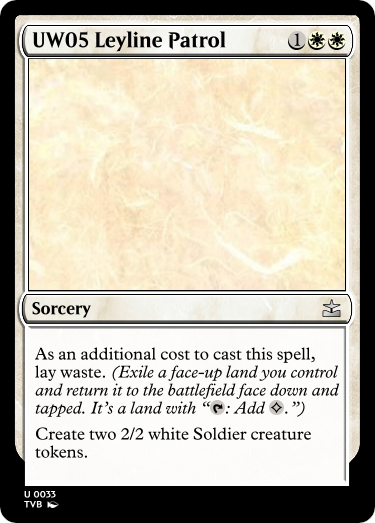 UW05 Leyline Patrol 1
Sorcery
As an additional cost to cast this spell,
lay waste. (Exile a face-up land you control
and return it to the battlefield face down and
tapped. It's a land with “: Add .”)
Create two 2/2 white Soldier creature
tokens.
U 0033
TVB